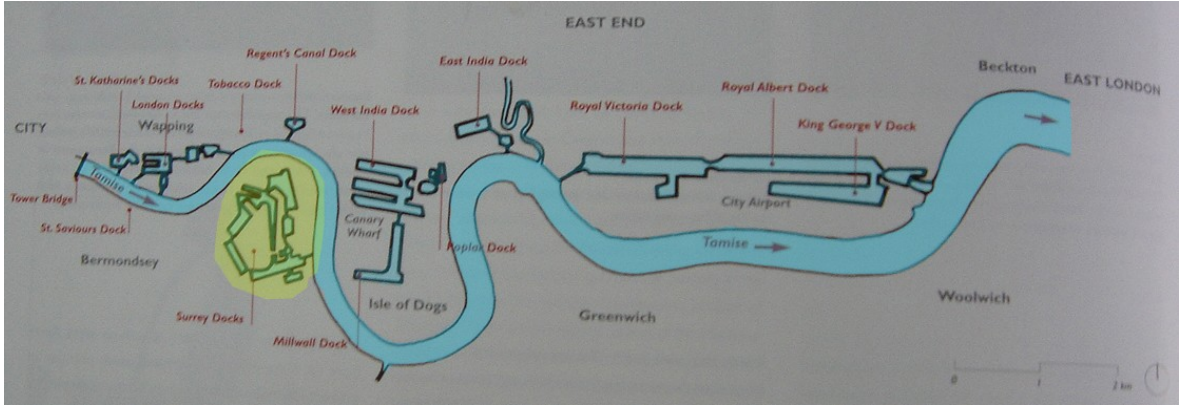 EAST END
Regent's Canal Dock
East India Dock
Beckton
EAST LONDON
St. Katharine's Docks
Tobacco Dock
Royal Albert Dock
London Docks
West India Dock
Royal Victoria Dock
CITY
Wapping
King George V Dock
Tamise
Tower Bridge
City Airport
St. Saviours Dock
Canary
Wharf
Poplar Dock
Tamise
Bermondsey
Isle of Dogs
Woolwich
Surrey Docks
Greenwich
Millwall Dock
0 1 2 km